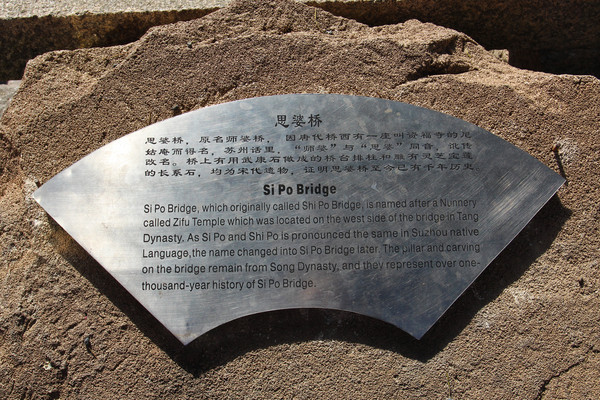 思婆桥
思婆桥，原名师婆桥，因唐代桥西有一座叫资福寺的尼
姑庵而得名，苏州话里，“师婆”与“思婆”同音，讹传
改名。桥上有用武康石做成的桥台排柱和雕有灵芝宝莲
的长系石，均为宋代遗物，证明思婆桥至今已有千年历史
Si Po Bridge
Si Po Bridge, which originally called Shi Po Bridge, is named after a Nunnery
called Zifu Temple which was located on the west side of the bridge in Tang
Dynasty. As Si Po and Shi Po is pronounced the same in Suzhou native
Language, the name changed into Si Po Bridge later. The pillar and carving
on the bridge remain from Song Dynasty, and they represent over one-
thousand-year history of Si Po Bridge.